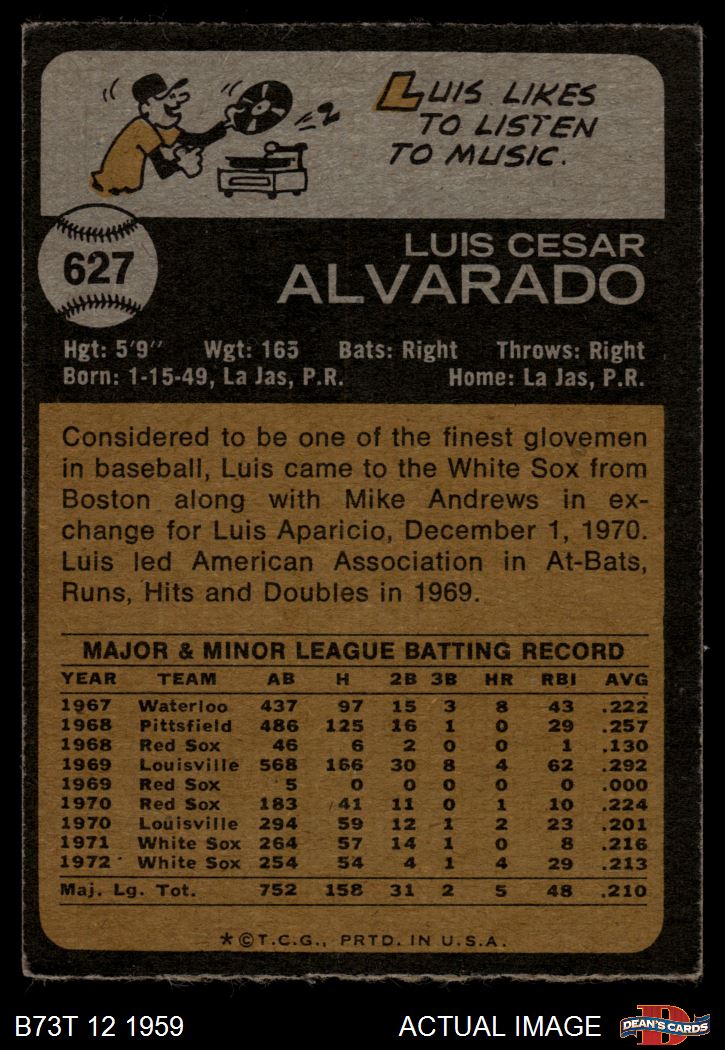 LUIS LIKES
TO LISTEN
TO MUSIC.
627
LUIS CESAR
ALVARADO
Hgt: 5'9" Wgt: 163 Bats: Right Throws: Right
Born: 1-15-49, La Jas, P.R. Home: La Jas, P.R.
Considered to be one of the finest glovemen
in baseball, Luis came to the White Sox from
Boston along with Mike Andrews in ex-
change for Luis Aparicio, December 1, 1970.
Luis led American Association in At-Bats,
Runs, Hits and Doubles in 1969.
MAJOR & MINOR LEAGUE BATTING RECORD
YEAR TEAM AB H 2B 3B HR RBI AVG
1967 Waterloo 437 97 15 3 8 43 .222
1968 Pittsfield 486 125 16 1 0 29 .257
1968 Red Sox 46 6 2 0 0 1 .130
1969 Louisville 568 166 30 8 4 62 .292
1969 Red Sox 5 0 0 0 0 0 .000
1970 Red Sox 183 41 11 0 1 10 .224
1970 Louisville 294 59 12 1 2 23 .201
1971 White Sox 264 57 14 1 0 8 .216
1972 White Sox 254 54 4 1 4 29 .213
Maj. Lg. Tot. 752 158 31 2 5 48 .210
*©T.C.G., PRTD. IN U.S.A.
B73T 12 1959 ACTUAL IMAGE DEAN'S CARDS